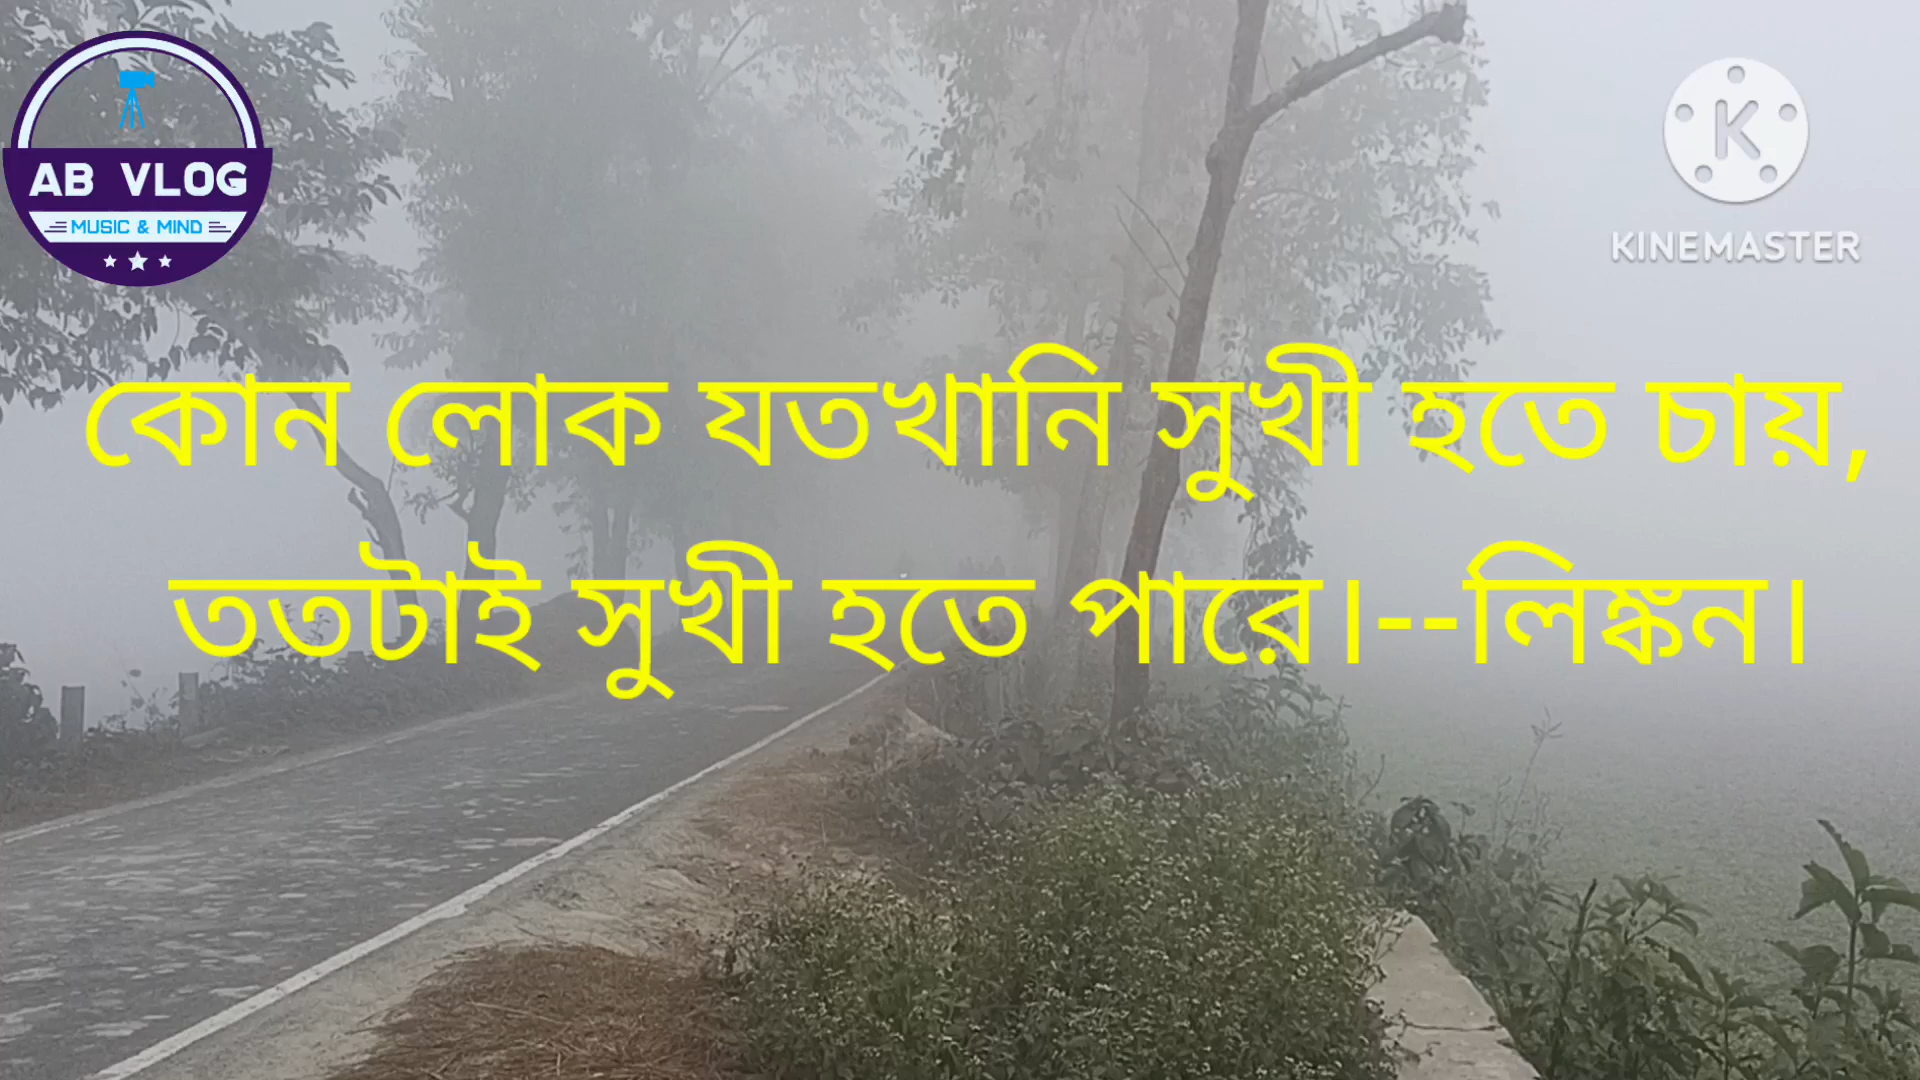 AB VLOG
MUSIC & MIND
KINEMASTER
কোন লোক যতখানি সুখী হতে চায়,
ততটাই সুখী হতে পারে।--লিঙ্কন।